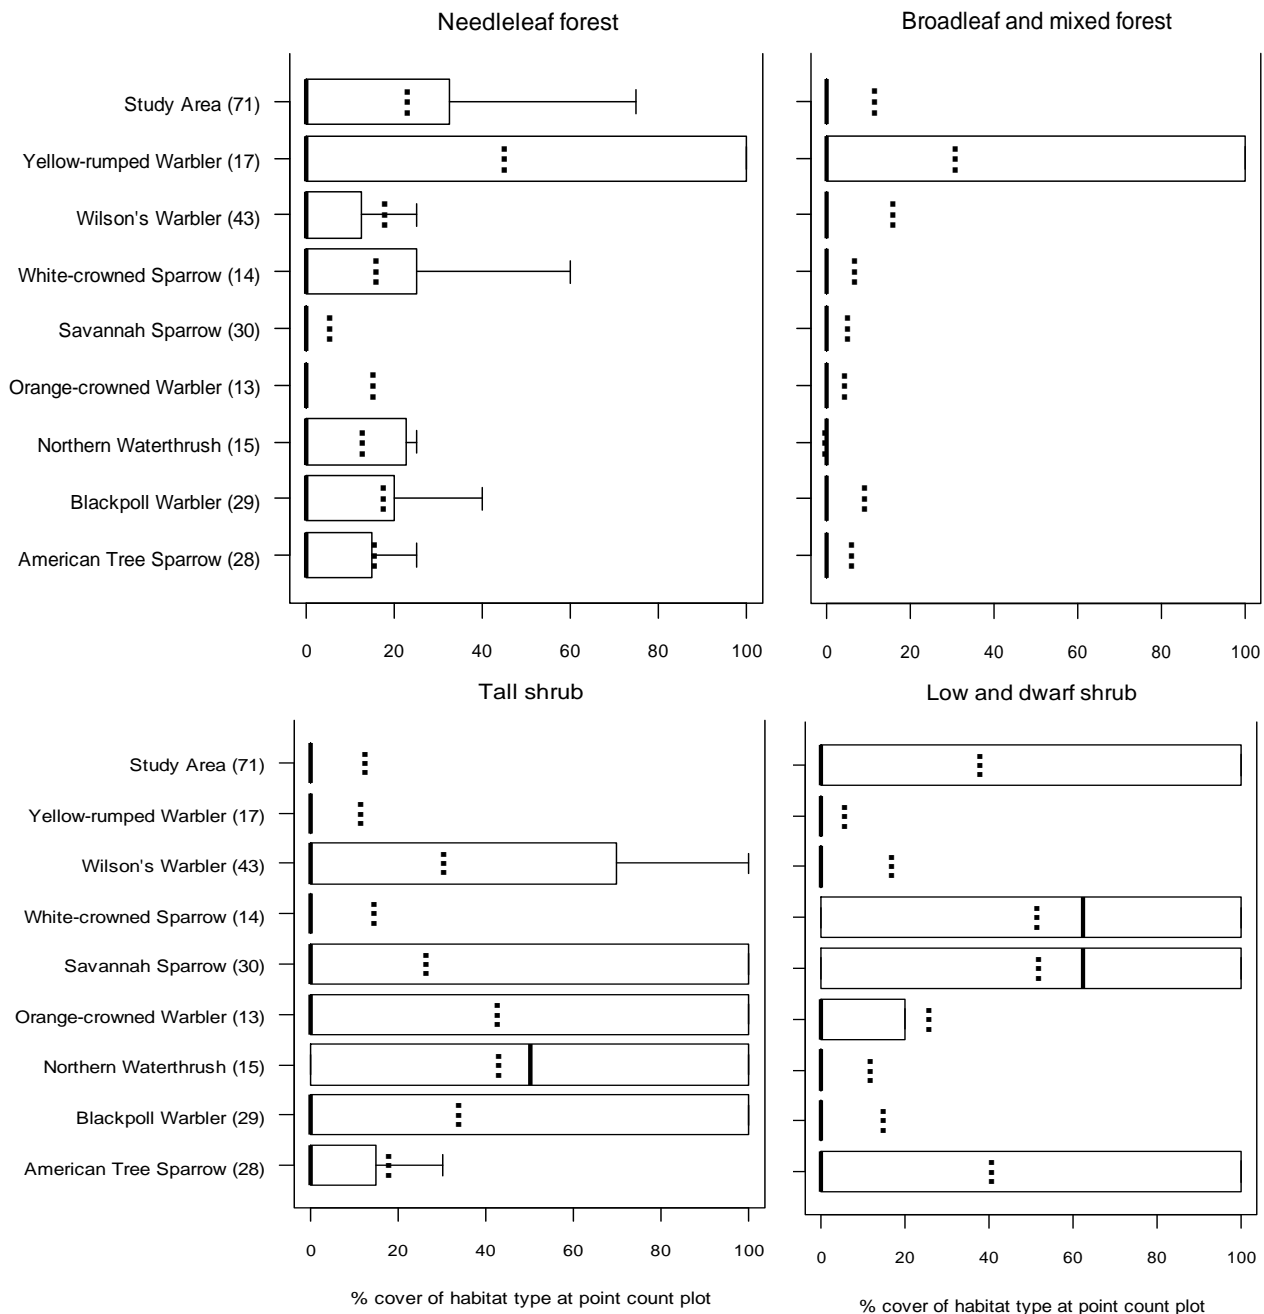 Needleleaf forest
Broadleaf and mixed forest
Study Area (71)
Yellow-rumped Warbler (17)
Wilson's Warbler (43)
White-crowned Sparrow (14)
Savannah Sparrow (30)
Orange-crowned Warbler (13)
Northern Waterthrush (15)
Blackpoll Warbler (29)
American Tree Sparrow (28)
0 20 40 60 80 100
0 20 40 60 80 100
Tall shrub
Low and dwarf shrub
Study Area (71)
Yellow-rumped Warbler (17)
Wilson's Warbler (43)
White-crowned Sparrow (14)
Savannah Sparrow (30)
Orange-crowned Warbler (13)
Northern Waterthrush (15)
Blackpoll Warbler (29)
American Tree Sparrow (28)
0 20 40 60 80 100
0 20 40 60 80 100
% cover of habitat type at point count plot
% cover of habitat type at point count plot